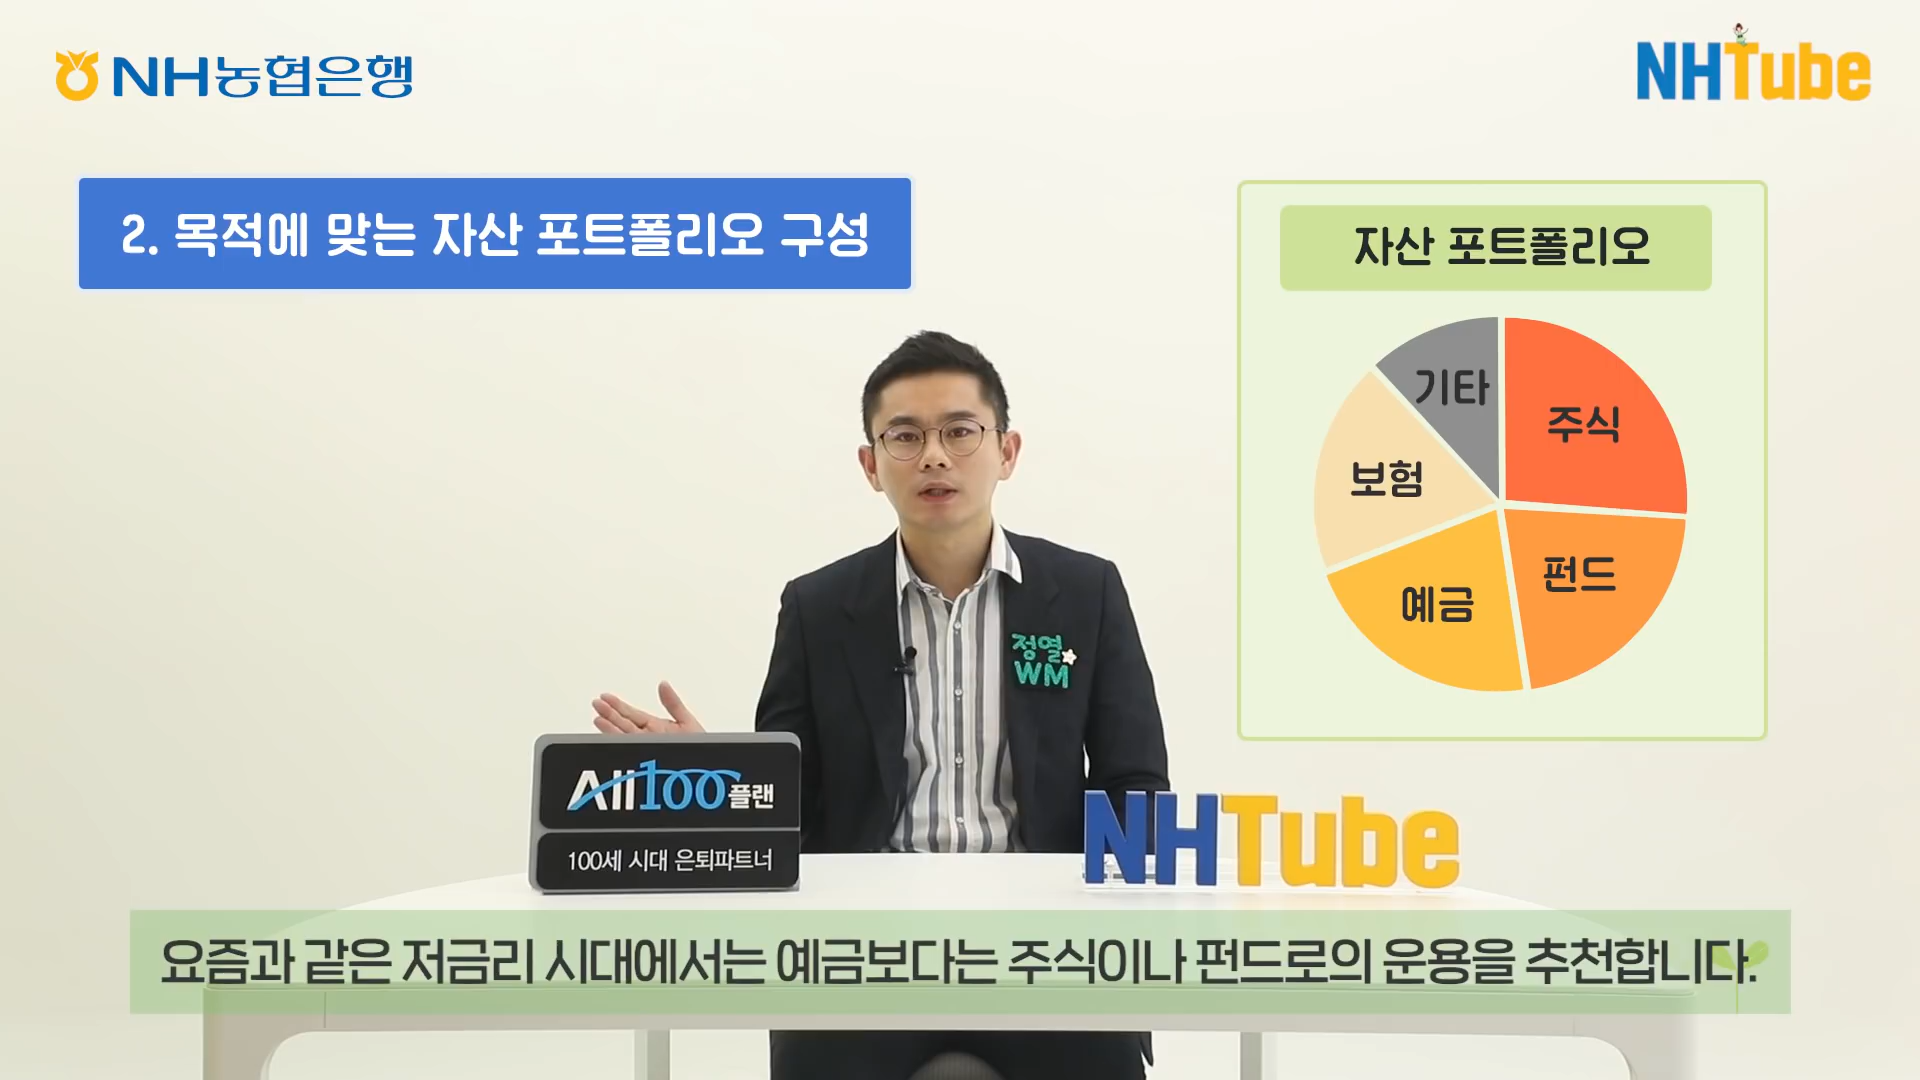 NH농협은행
NHTube
2. 목적에 맞는 자산 포트폴리오 구성
자산 포트폴리오
기타
주식
보험
펀드
예금
정열
WM
All100플랜
100세 시대 은퇴파트너
NHTube
요즘과 같은 저금리 시대에서는 예금보다는 주식이나 펀드로의 운용을 추천합니다.